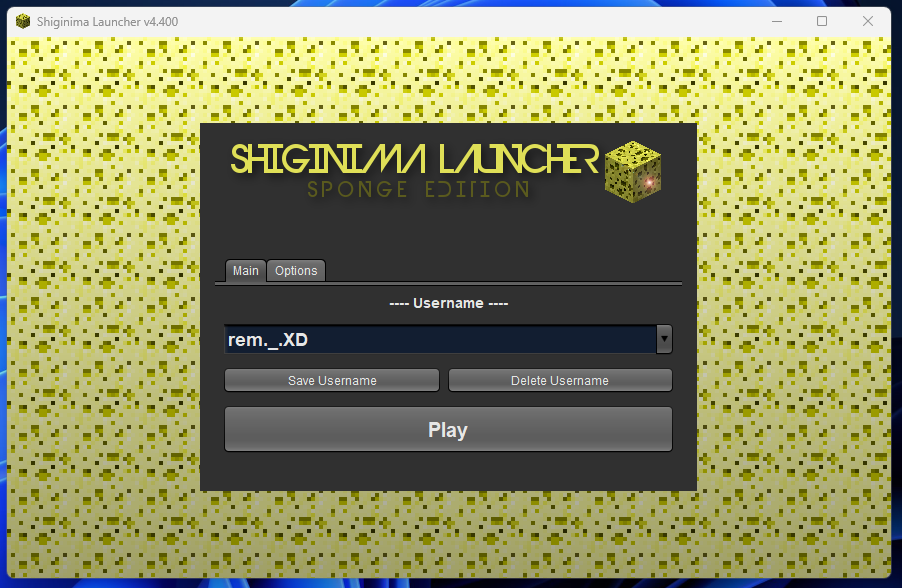 Shiginima Launcher v4.400
SHIGINIMA LAUNCHER
SPONGE EDITION
Main Options
---- Username ----
rem._.XD
Save Username Delete Username
Play